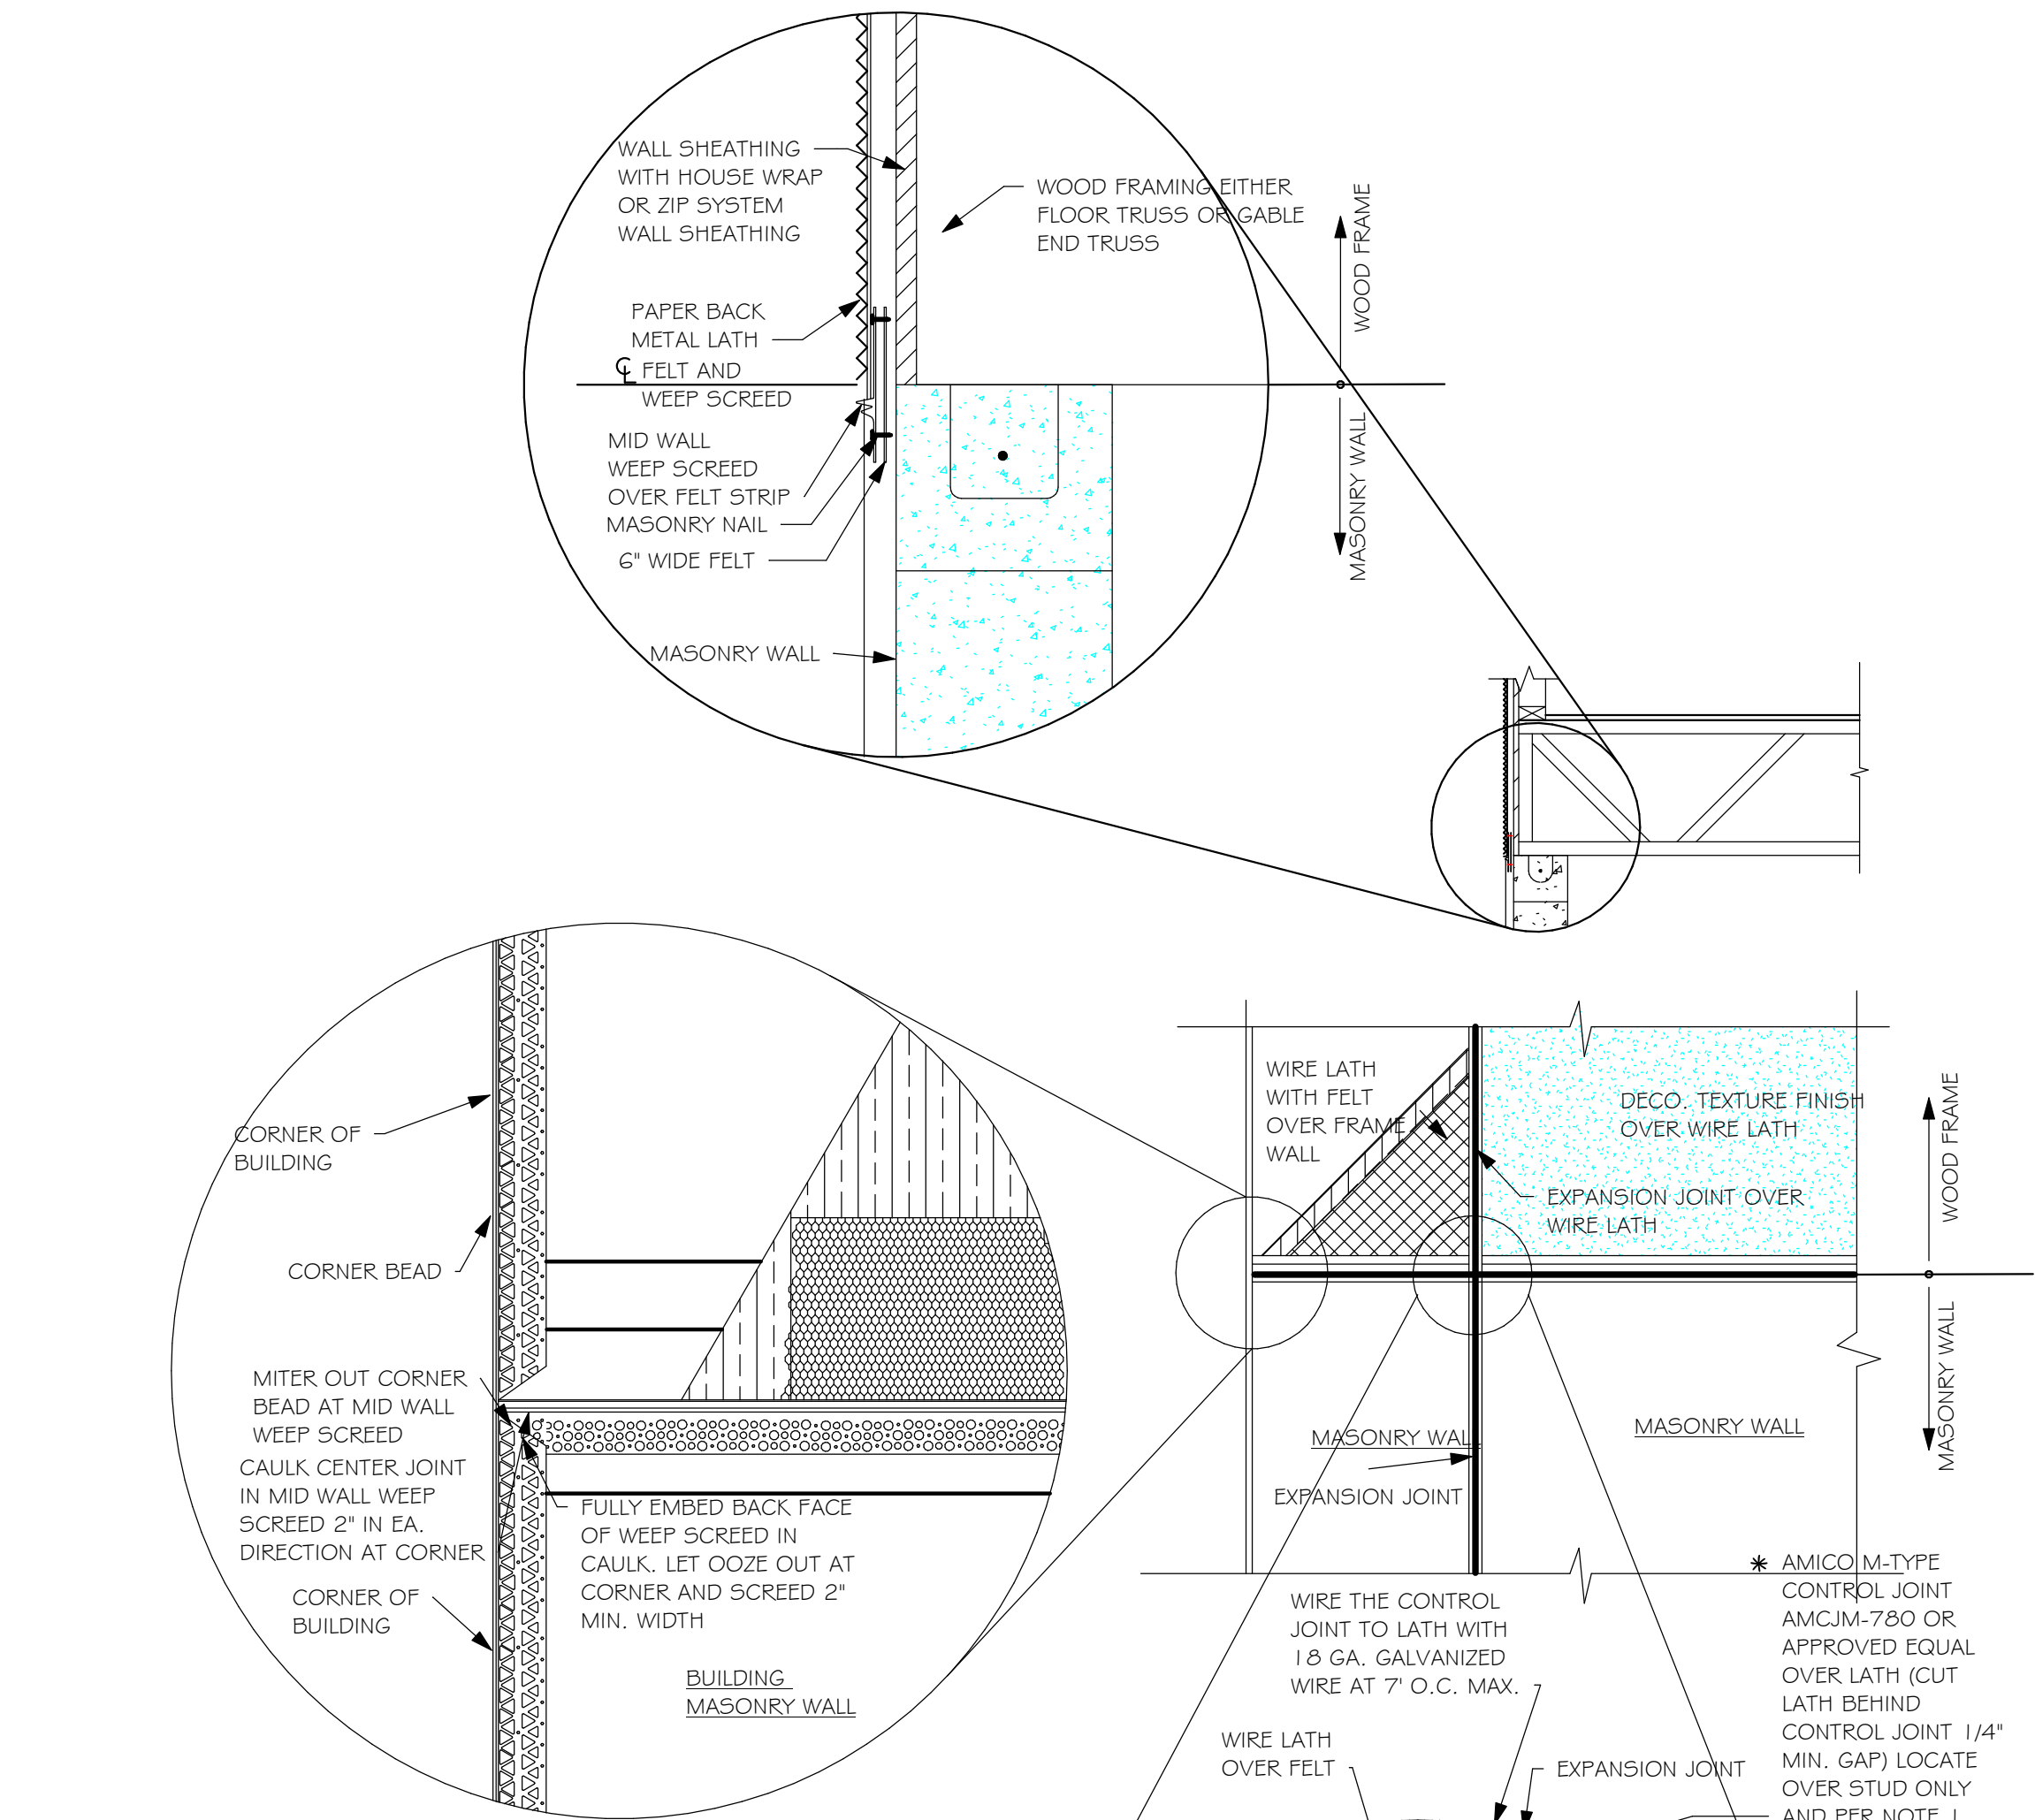 WALL SHEATHING
WITH HOUSE WRAP
OR ZIP SYSTEM
WALL SHEATHING
WOOD FRAMING EITHER
FLOOR TRUSS OR GABLE
END TRUSS
WOOD FRAME
MASONRY WALL
PAPER BACK
METAL LATH
℄ FELT AND
WEEP SCREED
MID WALL
WEEP SCREED
OVER FELT STRIP
MASONRY NAIL
6" WIDE FELT
MASONRY WALL
CORNER OF
BUILDING
CORNER BEAD
MITER OUT CORNER
BEAD AT MID WALL
WEEP SCREED
CAULK CENTER JOINT
IN MID WALL WEEP
SCREED 2" IN EA.
DIRECTION AT CORNER
CORNER OF
BUILDING
FULLY EMBED BACK FACE
OF WEEP SCREED IN
CAULK. LET OOZE OUT AT
CORNER AND SCREED 2"
MIN. WIDTH
BUILDING
MASONRY WALL
WIRE LATH
WITH FELT
OVER FRAME
WALL
DECO. TEXTURE FINISH
OVER WIRE LATH
EXPANSION JOINT OVER
WIRE LATH
WOOD FRAME
MASONRY WALL
MASONRY WALL
MASONRY WALL
EXPANSION JOINT
WIRE THE CONTROL
JOINT TO LATH WITH
18 GA. GALVANIZED
WIRE AT 7' O.C. MAX.
WIRE LATH
OVER FELT
EXPANSION JOINT
* AMICO M-TYPE
CONTROL JOINT
AMCJM-780 OR
APPROVED EQUAL
OVER LATH (CUT
LATH BEHIND
CONTROL JOINT 1/4"
MIN. GAP) LOCATE
OVER STUD ONLY
AND PER NOTE 1